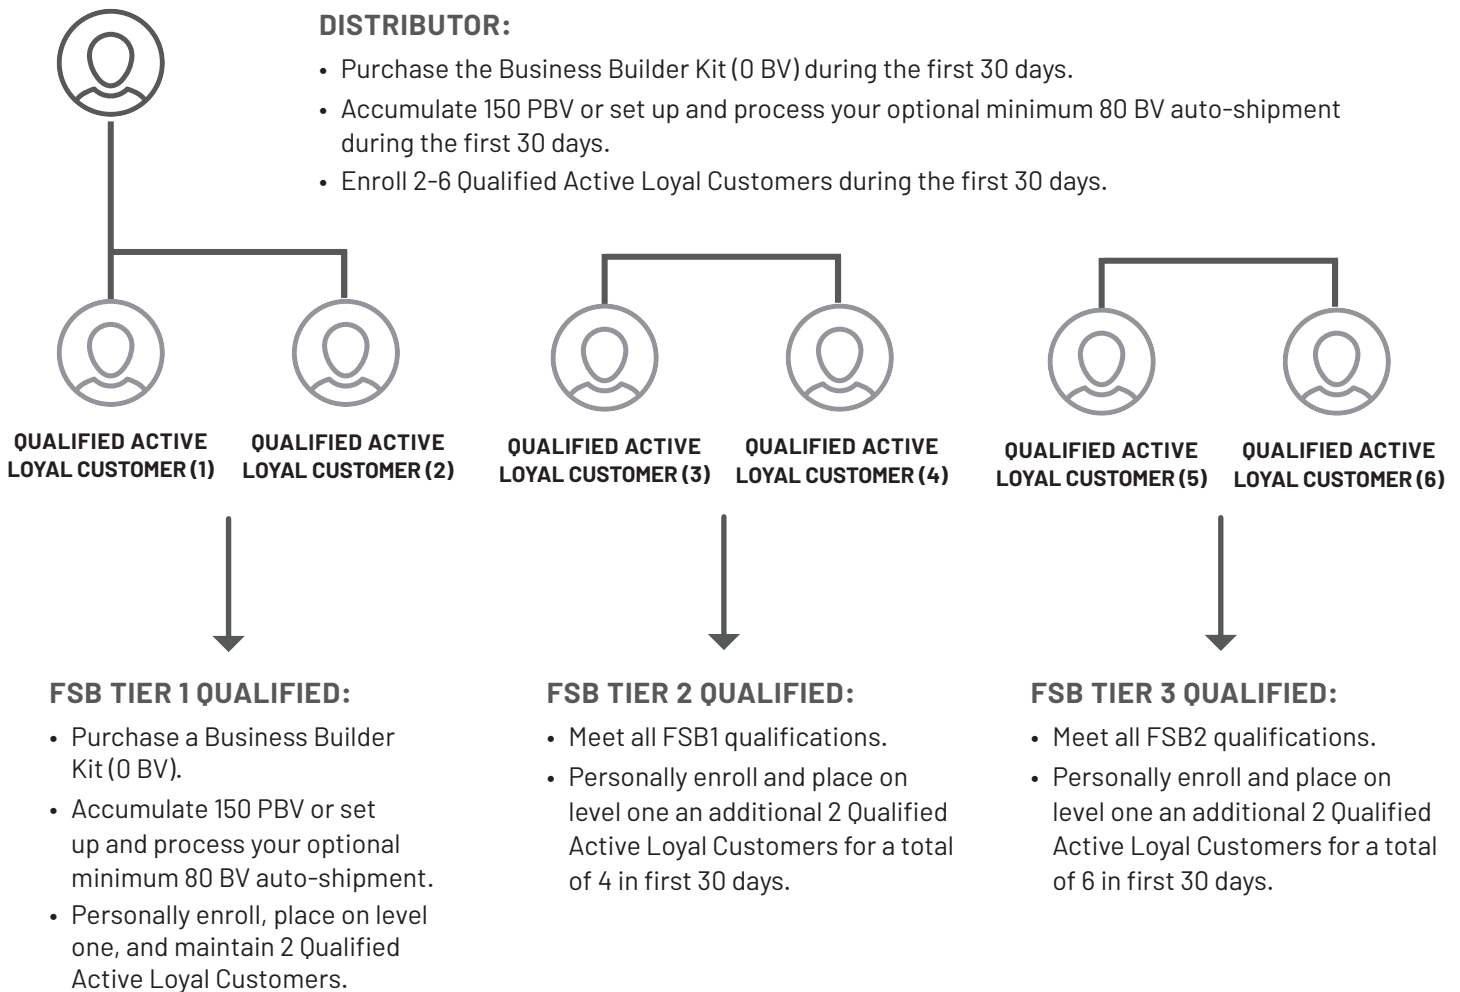 DISTRIBUTOR:
• Purchase the Business Builder Kit (0 BV) during the first 30 days.
• Accumulate 150 PBV or set up and process your optional minimum 80 BV auto-shipment
during the first 30 days.
• Enroll 2-6 Qualified Active Loyal Customers during the first 30 days.
QUALIFIED ACTIVE
LOYAL CUSTOMER (1)
QUALIFIED ACTIVE
LOYAL CUSTOMER (2)
QUALIFIED ACTIVE
LOYAL CUSTOMER (3)
QUALIFIED ACTIVE
LOYAL CUSTOMER (4)
QUALIFIED ACTIVE
LOYAL CUSTOMER (5)
QUALIFIED ACTIVE
LOYAL CUSTOMER (6)
FSB TIER 1 QUALIFIED:
• Purchase a Business Builder
Kit (0 BV).
• Accumulate 150 PBV or set
up and process your optional
minimum 80 BV auto-shipment.
• Personally enroll, place on level
one, and maintain 2 Qualified
Active Loyal Customers.
FSB TIER 2 QUALIFIED:
• Meet all FSB1 qualifications.
• Personally enroll and place on
level one an additional 2 Qualified
Active Loyal Customers for a total
of 4 in first 30 days.
FSB TIER 3 QUALIFIED:
• Meet all FSB2 qualifications.
• Personally enroll and place on
level one an additional 2 Qualified
Active Loyal Customers for a total
of 6 in first 30 days.